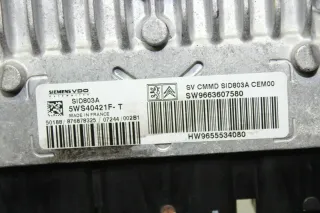 SIEMENS VDO
SID803A
5WS40421F-T
MADE IN FRANCE
SV CMMD SID803A CEM00
SW9663607580
HW9655534080